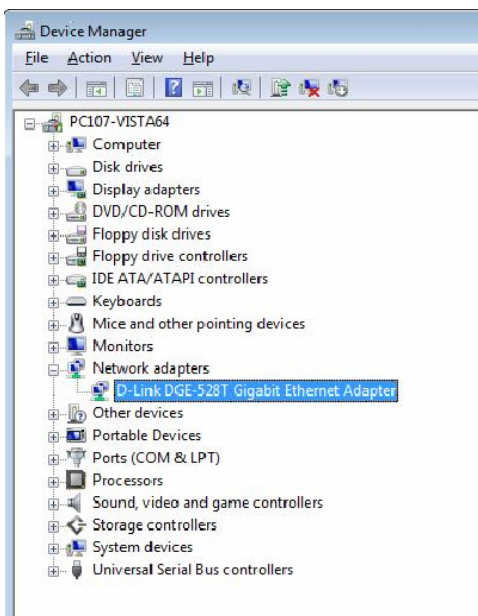 Device Manager
File Action View Help
PC107-VISTA64
Computer
Disk drives
Display adapters
DVD/CD-ROM drives
Floppy disk drives
Floppy drive controllers
IDE ATA/ATAPI controllers
Keyboards
Mice and other pointing devices
Monitors
Network adapters
D-Link DGE-528T Gigabit Ethernet Adapter
Other devices
Portable Devices
Ports (COM & LPT)
Processors
Sound, video and game controllers
Storage controllers
System devices
Universal Serial Bus controllers